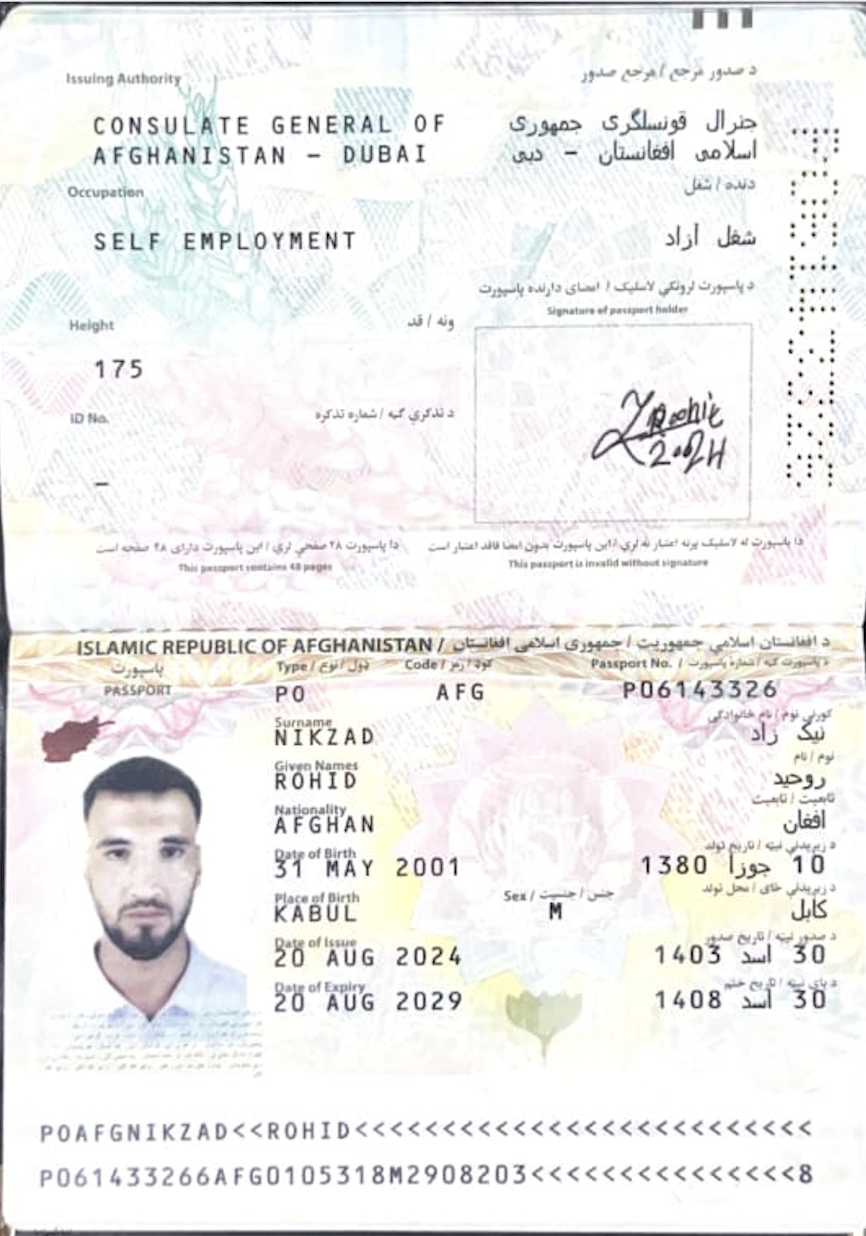 Issuing Authority
د صدور مرجع / مرجع صدور
CONSULATE GENERAL OF
AFGHANISTAN – DUBAI
جنرال قونسلگری جمهوری
اسلامی افغانستان – دبی
Occupation
دنده / شغل
SELF EMPLOYMENT
شغل آزاد
د پاسپورت لرونکي لاسلیک / امضای دارنده پاسپورت
Signature of passport holder
Height
ونه / قد
175
ID No.
د تذکرې گڼه / شماره تذکره
–
دا پاسپورت ۴۸ صفحې لري / این پاسپورت دارای ۴۸ صفحه است
This passport contains 48 pages
دا پاسپورت له لاسلیک پرته اعتبار نه لري / این پاسپورت بدون امضا فاقد اعتبار است
This passport is invalid without signature
ISLAMIC REPUBLIC OF AFGHANISTAN / د افغانستان اسلامي جمهوریت / جمهوری اسلامی افغانستان
پاسپورت
PASSPORT
Type / ډول / نوع
Code / کود / رمز
Passport No. / د پاسپورت گڼه / شماره پاسپورت
PO
AFG
P06143326
Surname
کورنی نوم / نام خانوادگی
NIKZAD
نیک زاد
Given Names
نوم / نام
ROHID
روحید
Nationality
تابعیت / تابعیت
AFGHAN
افغان
Date of Birth
د زیږیدنې نېټه / تاریخ تولد
31 MAY 2001
10 جوزا 1380
Place of Birth
Sex / جنس / جنسیت
د زیږیدنې ځای / محل تولد
KABUL
M
کابل
Date of Issue
د صدور نېټه / تاریخ صدور
20 AUG 2024
30 اسد 1403
Date of Expiry
د پای نېټه / تاریخ ختم
20 AUG 2029
30 اسد 1408
POAFGNIKZAD<<ROHID<<<<<<<<<<<<<<<<<<<<<<<<<<
P061433266AFG0105318M2908203<<<<<<<<<<<<<<<8